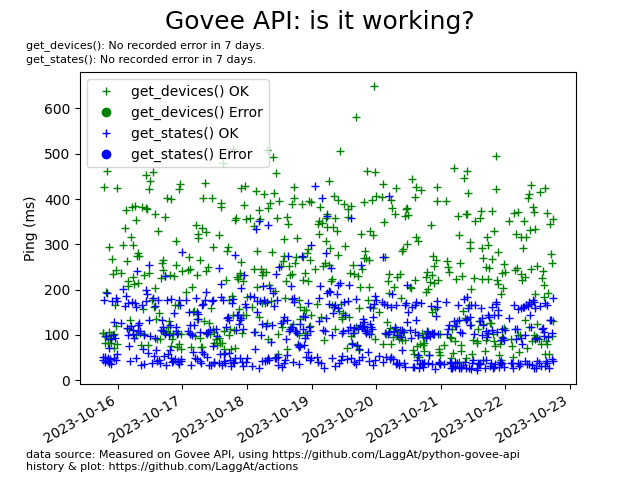 Govee API: is it working?
get_devices(): No recorded error in 7 days.
get_states(): No recorded error in 7 days.
get_devices() OK
get_devices() Error
get_states() OK
get_states() Error
Ping (ms)
600
500
400
300
200
100
0
2023-10-16
2023-10-17
2023-10-18
2023-10-19
2023-10-20
2023-10-21
2023-10-22
2023-10-23
data source: Measured on Govee API, using https://github.com/LaggAt/python-govee-api
history & plot: https://github.com/LaggAt/actions